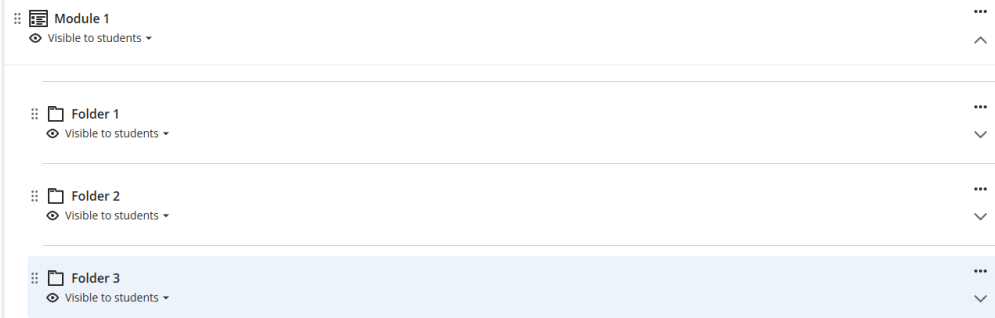 Module 1
Visible to students
Folder 1
Visible to students
Folder 2
Visible to students
Folder 3
Visible to students